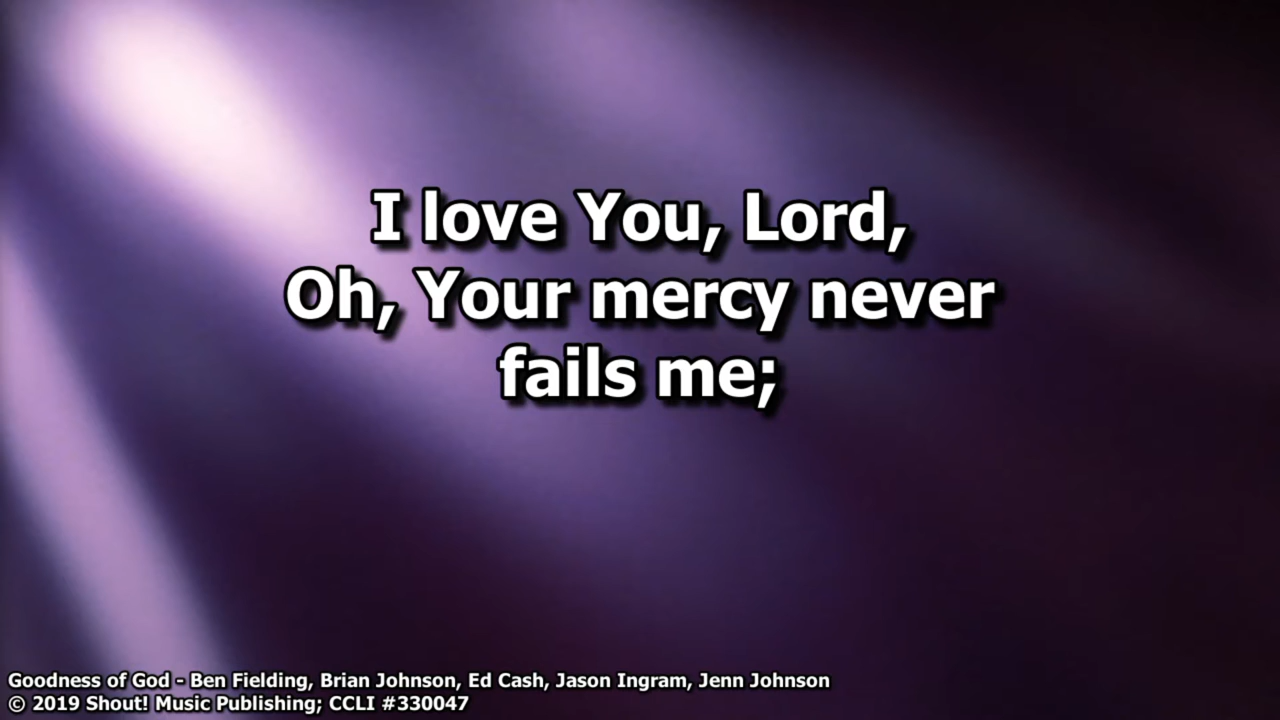 I love You, Lord,
Oh, Your mercy never
fails me;
Goodness of God - Ben Fielding, Brian Johnson, Ed Cash, Jason Ingram, Jenn Johnson
© 2019 Shout! Music Publishing; CCLI #330047